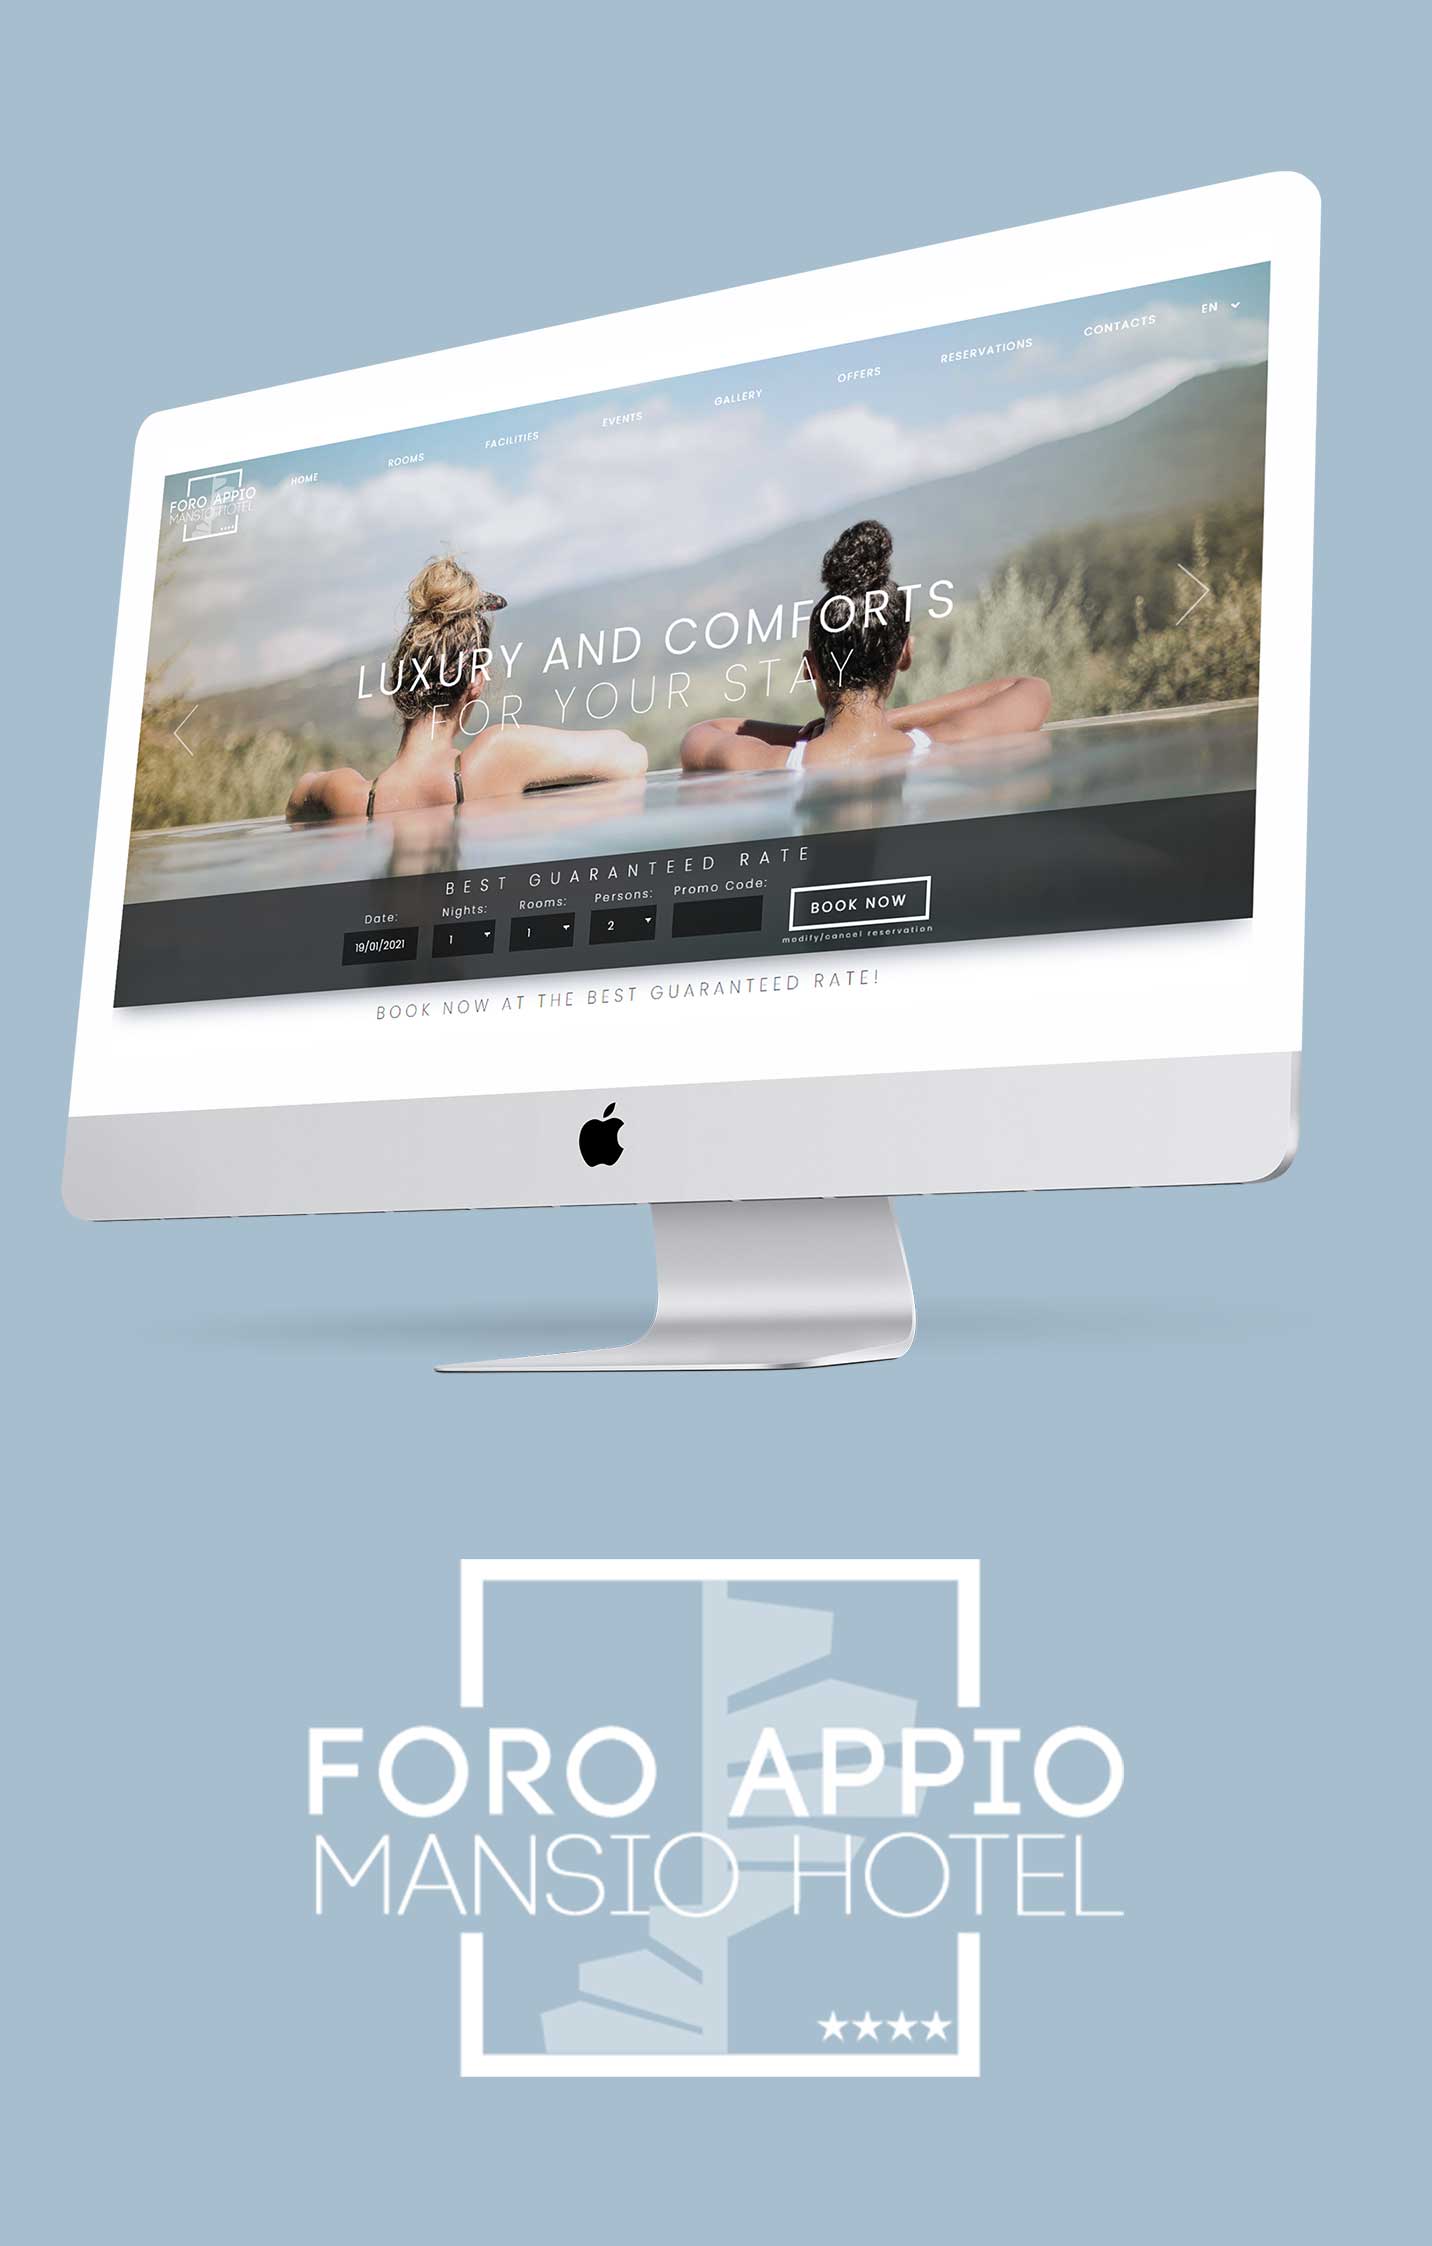 HOME ROOMS FACILITIES EVENTS GALLERY OFFERS RESERVATIONS CONTACTS EN
FORO APPIO
MANSIO HOTEL
LUXURY AND COMFORTS
FOR YOUR STAY
BEST GUARANTEED RATE
Date: Nights: Rooms: Persons: Promo Code:
19/01/2021 1 1 2 BOOK NOW
modify/cancel reservation
BOOK NOW AT THE BEST GUARANTEED RATE!
FORO APPIO
MANSIO HOTEL